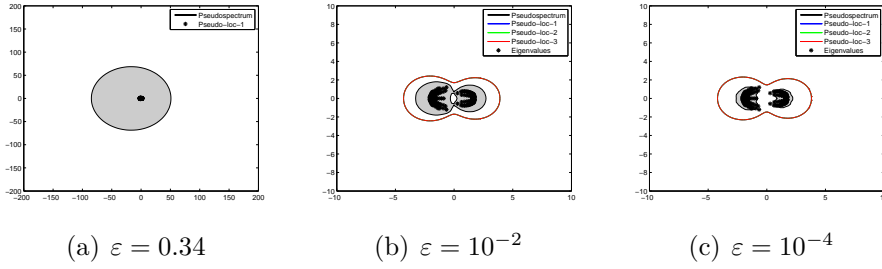 Pseudospectrum
Pseudo-loc-1
200
150
100
50
0
−50
−100
−150
−200
−200 −150 −100 −50 0 50 100 150 200
(a) ε = 0.34
Pseudospectrum
Pseudo-loc-1
Pseudo-loc-2
Pseudo-loc-3
Eigenvalues
10
8
6
4
2
0
−2
−4
−6
−8
−10
−10 −5 0 5 10
(b) ε = 10⁻²
Pseudospectrum
Pseudo-loc-1
Pseudo-loc-2
Pseudo-loc-3
Eigenvalues
10
8
6
4
2
0
−2
−4
−6
−8
−10
−10 −5 0 5 10
(c) ε = 10⁻⁴